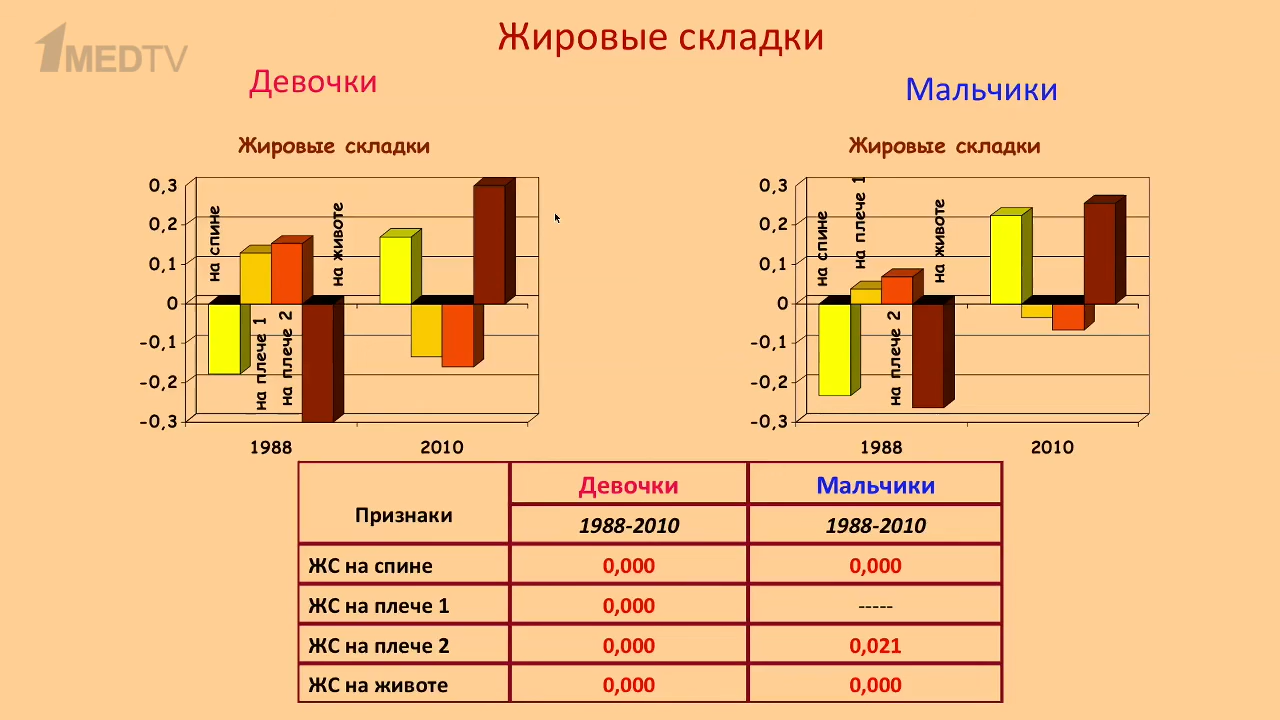 1MEDTV
Жировые складки
Девочки
Мальчики
Жировые складки
0,3
0,2
0,1
0
-0,1
-0,2
-0,3
на спине
на плече 1
на плече 2
на животе
1988
2010
Жировые складки
0,3
0,2
0,1
0
-0,1
-0,2
-0,3
на спине
на плече 1
на плече 2
на животе
1988
2010
Признаки
Девочки
Мальчики
1988-2010
1988-2010
ЖС на спине 0,000 0,000
ЖС на плече 1 0,000 -----
ЖС на плече 2 0,000 0,021
ЖС на животе 0,000 0,000